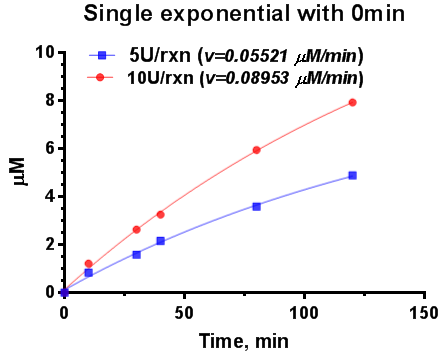 Single exponential with 0min
5U/rxn (v=0.05521 μM/min)
10U/rxn (v=0.08953 μM/min)
10
8
6
4
2
0
μM
0 50 100 150
Time, min